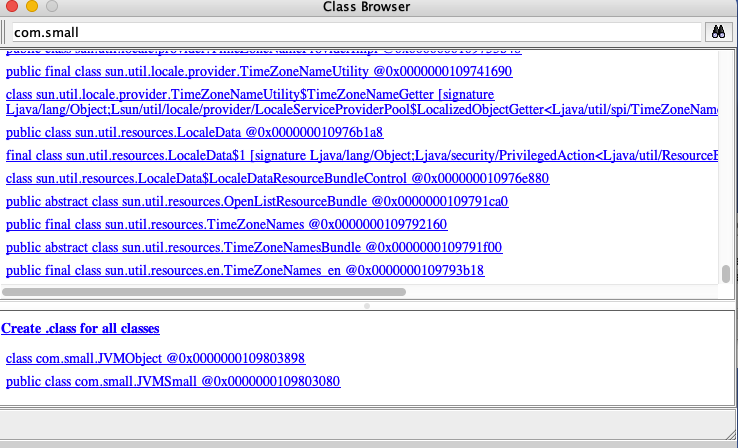 Class Browser
com.small
public final class sun.util.locale.provider.TimeZoneNameUtility @0x0000000109741690
class sun.util.locale.provider.TimeZoneNameUtility$TimeZoneNameGetter [signature
Ljava/lang/Object;Lsun/util/locale/provider/LocaleServiceProviderPool$LocalizedObjectGetter<Ljava/util/spi/TimeZoneNam
public class sun.util.resources.LocaleData @0x000000010976b1a8
final class sun.util.resources.LocaleData$1 [signature Ljava/lang/Object;Ljava/security/PrivilegedAction<Ljava/util/ResourceB
class sun.util.resources.LocaleData$LocaleDataResourceBundleControl @0x000000010976e880
public abstract class sun.util.resources.OpenListResourceBundle @0x0000000109791ca0
public final class sun.util.resources.TimeZoneNames @0x0000000109792160
public abstract class sun.util.resources.TimeZoneNamesBundle @0x0000000109791f00
public final class sun.util.resources.en.TimeZoneNames_en @0x0000000109793b18
Create .class for all classes
class com.small.JVMObject @0x0000000109803898
public class com.small.JVMSmall @0x0000000109803080